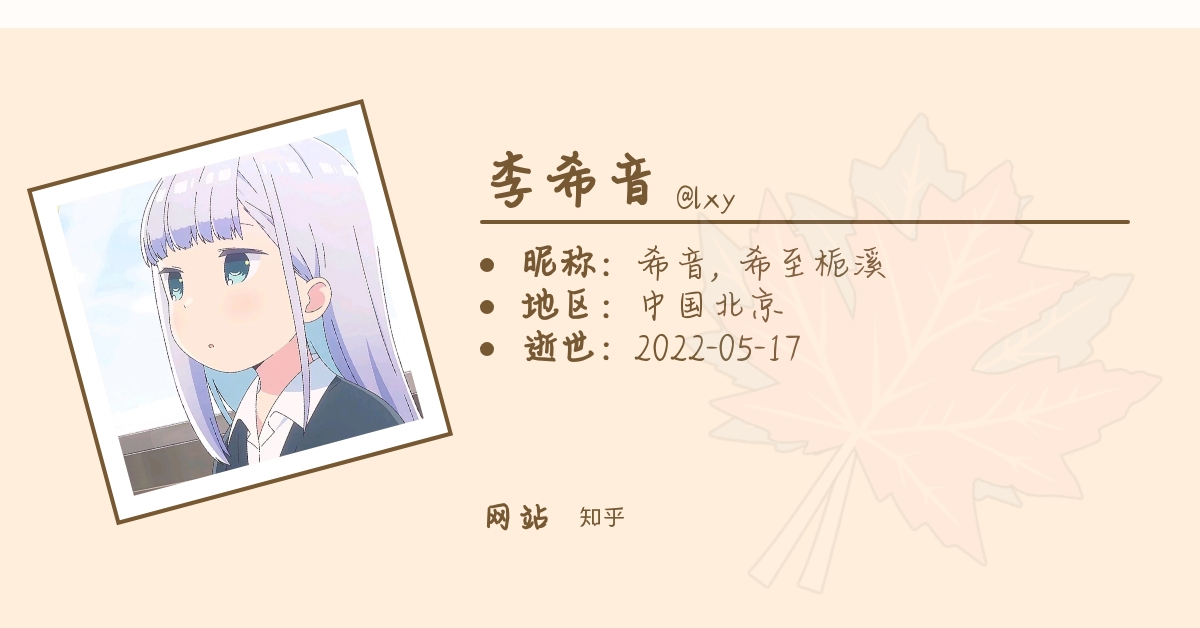 李希音 @lxy
昵称：希音, 希至栀溪
地区：中国北京
逝世：2022-05-17
网站 知乎